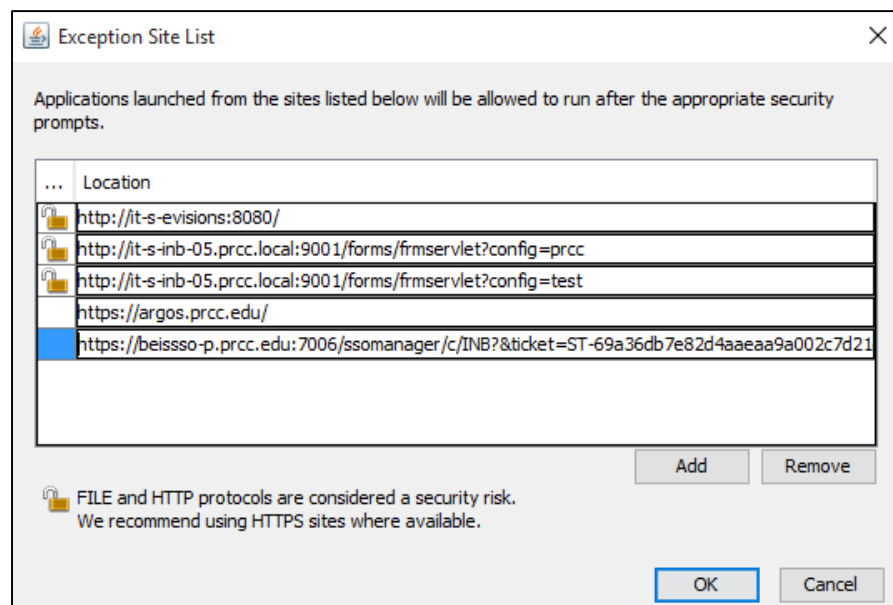 Exception Site List
Applications launched from the sites listed below will be allowed to run after the appropriate security
prompts.
... Location
http://it-s-evisions:8080/
http://it-s-inb-05.prcc.local:9001/forms/frmservlet?config=prcc
http://it-s-inb-05.prcc.local:9001/forms/frmservlet?config=test
https://argos.prcc.edu/
https://beissso-p.prcc.edu:7006/ssomanager/c/INB?&ticket=ST-69a36db7e82d4aaeaa9a002c7d21
Add Remove
FILE and HTTP protocols are considered a security risk.
We recommend using HTTPS sites where available.
OK Cancel